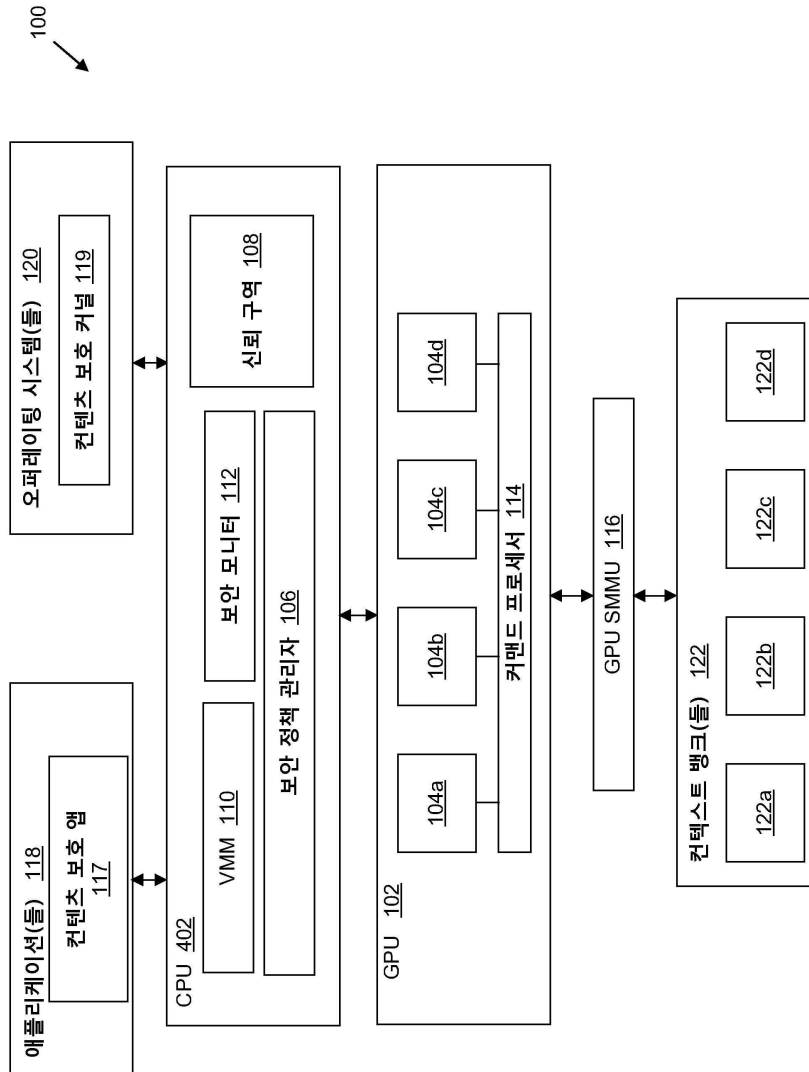 100
애플리케이션(들) 118
컨텐츠 보호 앱
117
오퍼레이팅 시스템(들) 120
컨텐츠 보호 커널 119
CPU 402
VMM 110
보안 모니터 112
보안 정책 관리자 106
신뢰 구역 108
GPU 102
104a
104b
104c
104d
커맨드 프로세서 114
GPU SMMU 116
컨텍스트 뱅크(들) 122
122a
122b
122c
122d